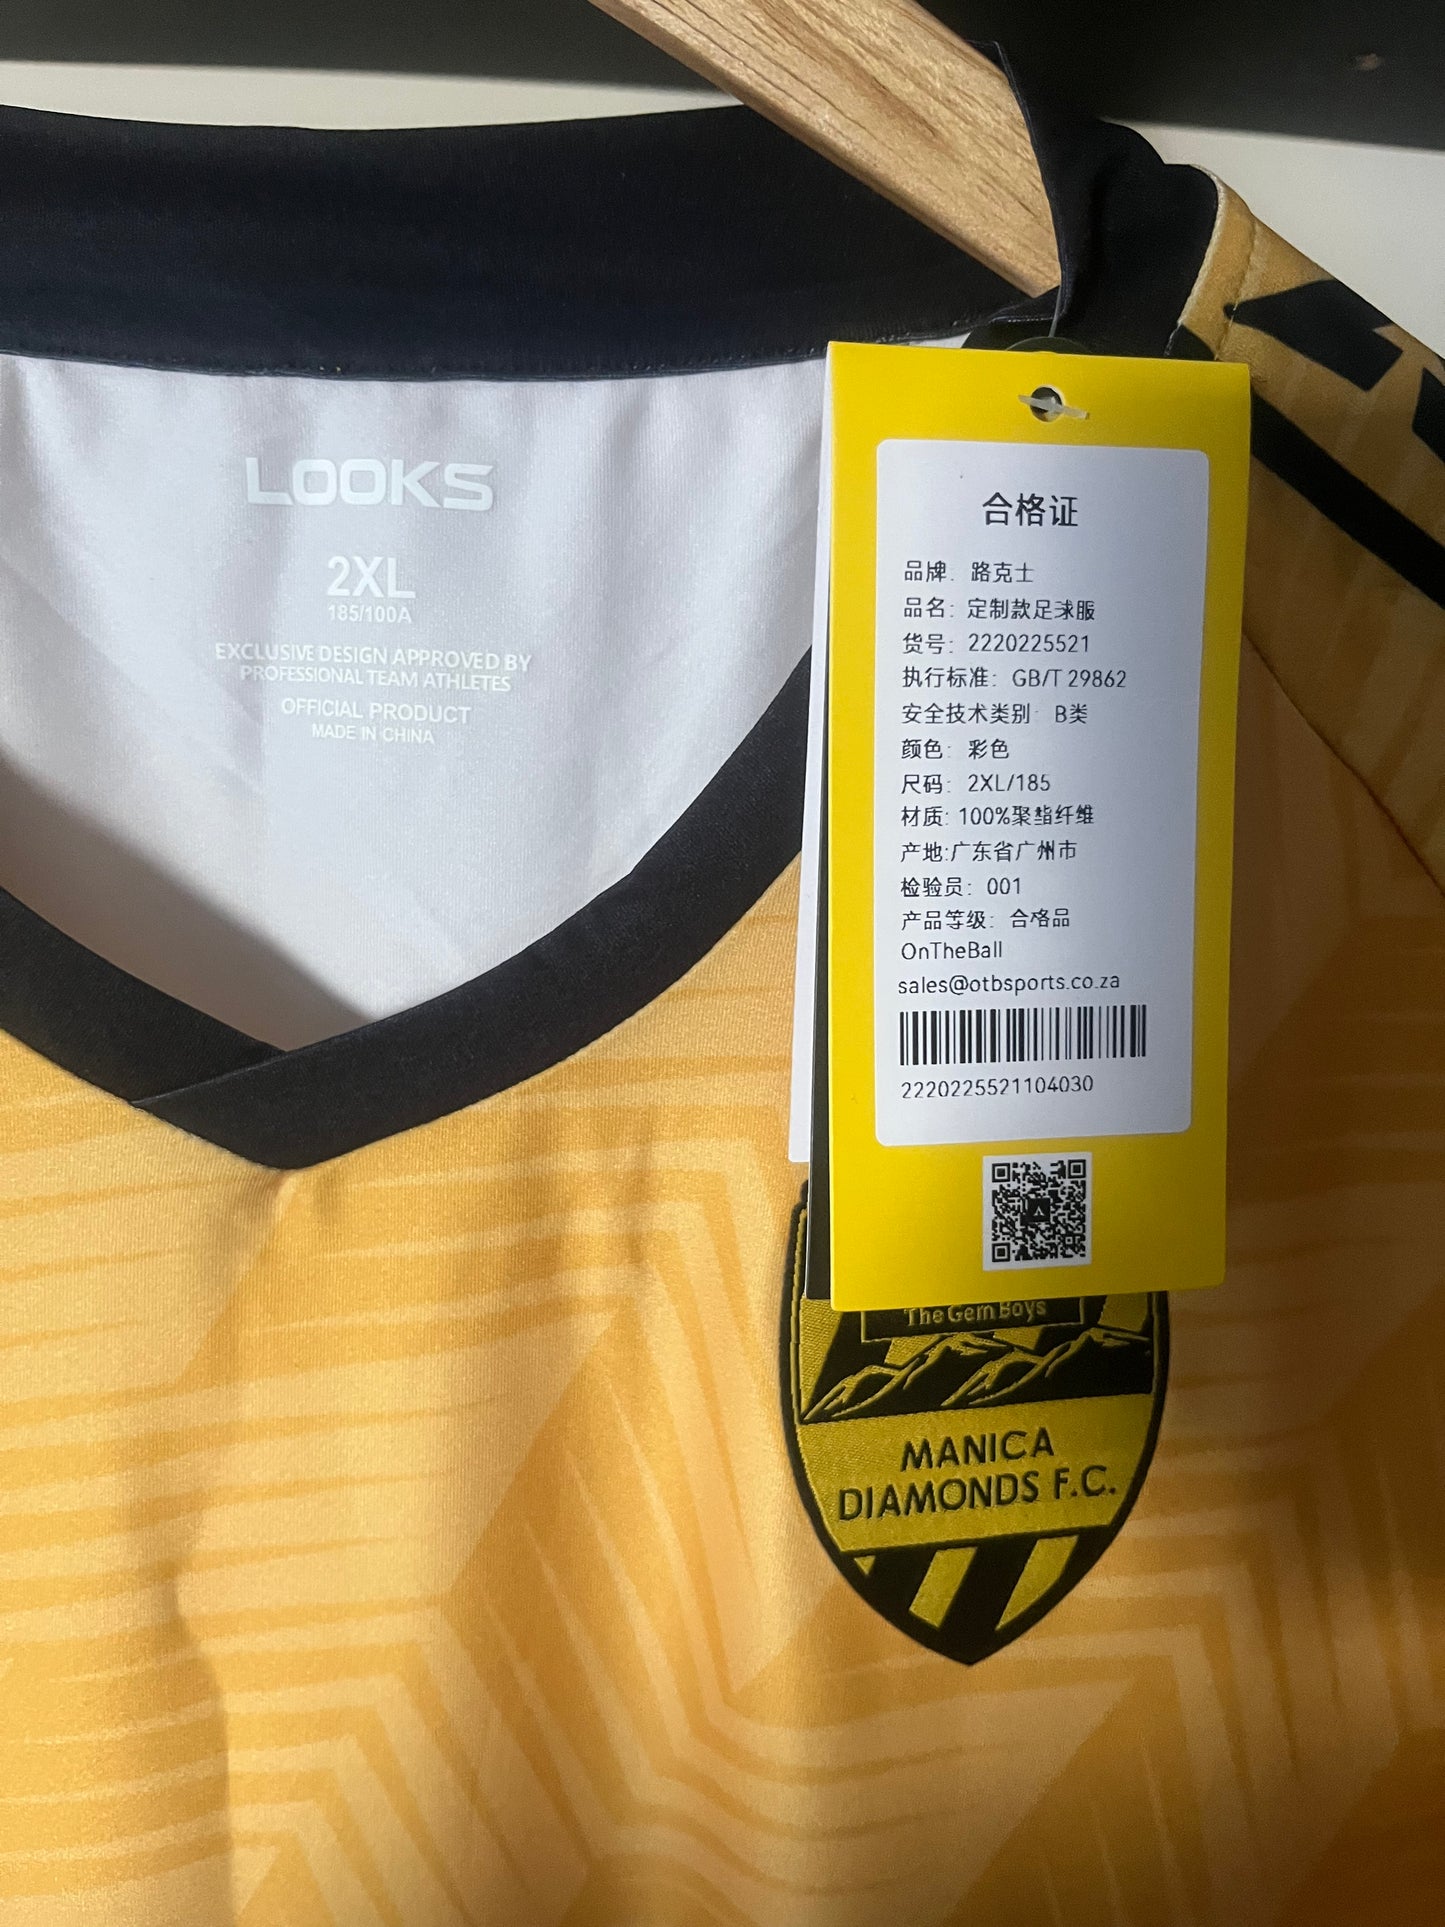 LOOKS
2XL
185/100A
EXCLUSIVE DESIGN APPROVED BY
PROFESSIONAL TEAM ATHLETES
OFFICIAL PRODUCT
MADE IN CHINA
合格证
品牌: 路克士
品名: 定制款足球服
货号: 2220225521
执行标准: GB/T 29862
安全技术类别: B类
颜色: 彩色
尺码: 2XL/185
材质: 100%聚酯纤维
产地:广东省广州市
检验员: 001
产品等级: 合格品
OnTheBall
sales@otbsports.co.za
2220225521104030
The Gem Boys
MANICA
DIAMONDS F.C.